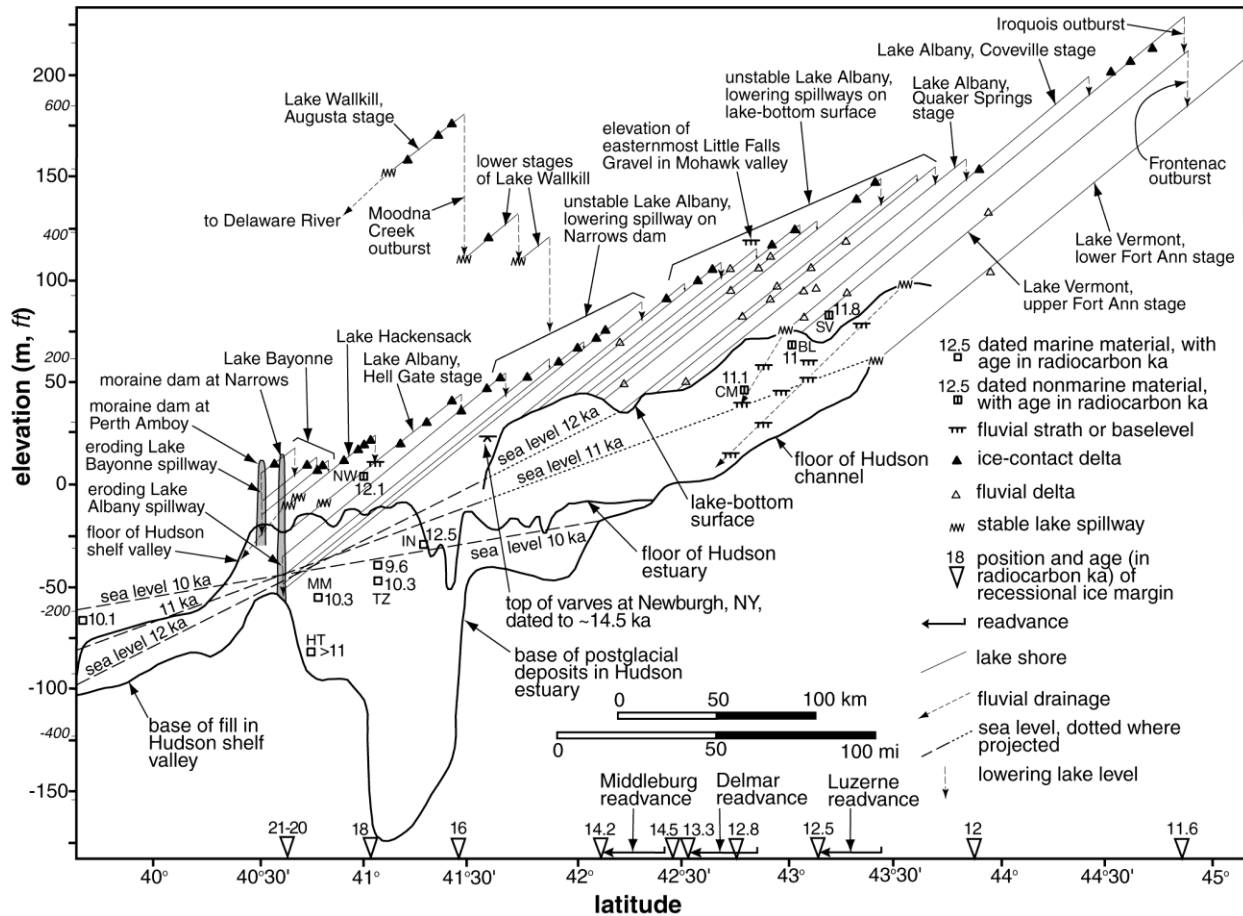 elevation (m, ft)
200
600
150
400
100
200
50
0
-50
-200
-100
-400
-150
Iroquois outburst
Lake Albany, Coveville stage
unstable Lake Albany,
lowering spillways on
lake-bottom surface
Lake Albany,
Quaker Springs
stage
Lake Wallkill,
Augusta stage
elevation of
easternmost Little Falls
Gravel in Mohawk valley
lower stages
of Lake Wallkill
Frontenac
outburst
to Delaware River
Moodna
Creek
outburst
unstable Lake Albany,
lowering spillway on
Narrows dam
Lake Vermont,
lower Fort Ann stage
Lake Vermont,
upper Fort Ann stage
Lake Hackensack
Lake Bayonne
Lake Albany,
Hell Gate stage
moraine dam at Narrows
moraine dam at
Perth Amboy
eroding Lake
Bayonne spillway
eroding Lake
Albany spillway
floor of Hudson
shelf valley
11.8
SV
BL
11
11.1
CM
NW
12.1
sea level 12 ka
sea level 11 ka
floor of Hudson
channel
lake-bottom
surface
IN
12.5
sea level 10 ka
floor of Hudson
estuary
9.6
10.3
TZ
MM
10.3
HT
>11
10.1
sea level 10 ka
11 ka
sea level 12 ka
top of varves at Newburgh, NY,
dated to ~14.5 ka
base of postglacial
deposits in Hudson
estuary
base of fill in
Hudson shelf
valley
0 50 100 km
0 50 100 mi
12.5 dated marine material, with
age in radiocarbon ka
12.5 dated nonmarine material,
with age in radiocarbon ka
fluvial strath or baselevel
ice-contact delta
fluvial delta
stable lake spillway
18 position and age (in
radiocarbon ka) of
recessional ice margin
readvance
lake shore
fluvial drainage
sea level, dotted where
projected
lowering lake level
Middleburg
readvance
Delmar
readvance
Luzerne
readvance
21-20 18 16 14.2 14.5 13.3 12.8 12.5 12 11.6
40° 40°30' 41° 41°30' 42° 42°30' 43° 43°30' 44° 44°30' 45°
latitude